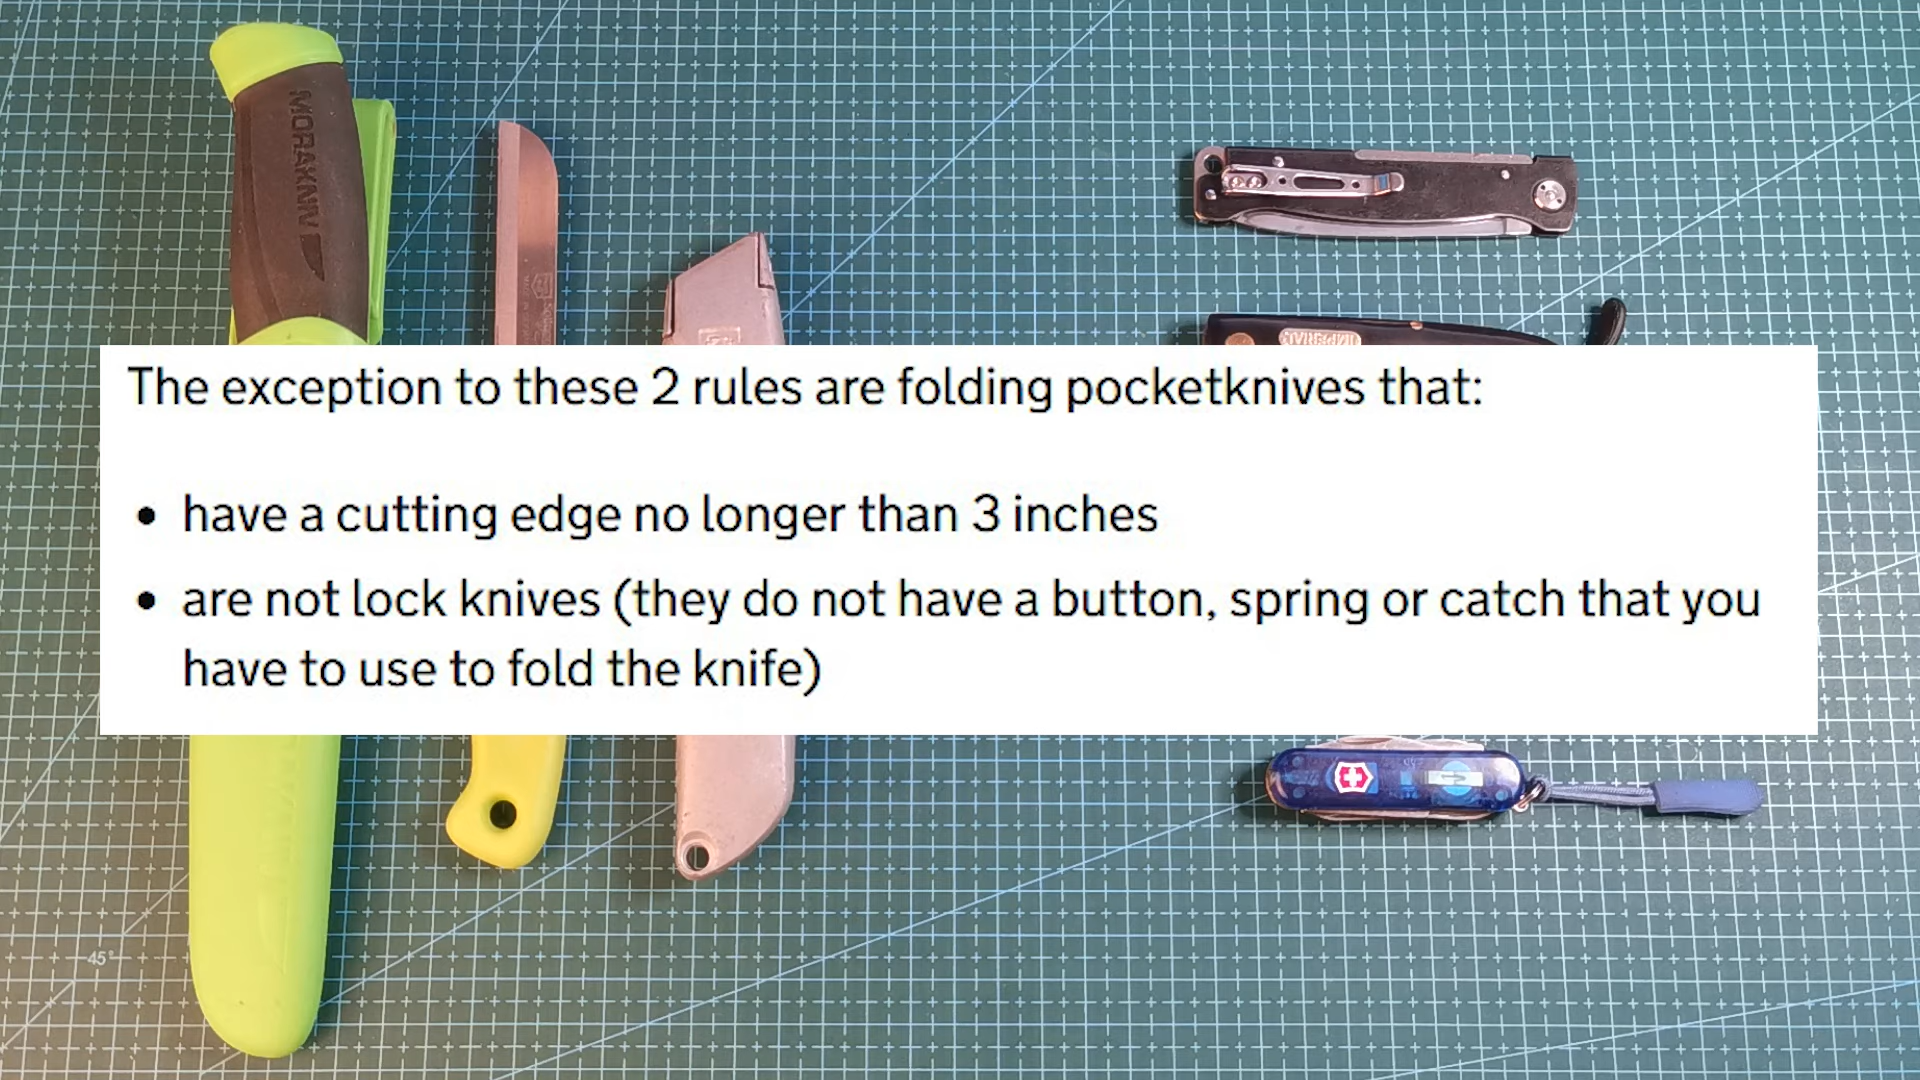 MORAKNIV
IMPERIAL
The exception to these 2 rules are folding pocketknives that:
• have a cutting edge no longer than 3 inches
• are not lock knives (they do not have a button, spring or catch that you
have to use to fold the knife)
45°